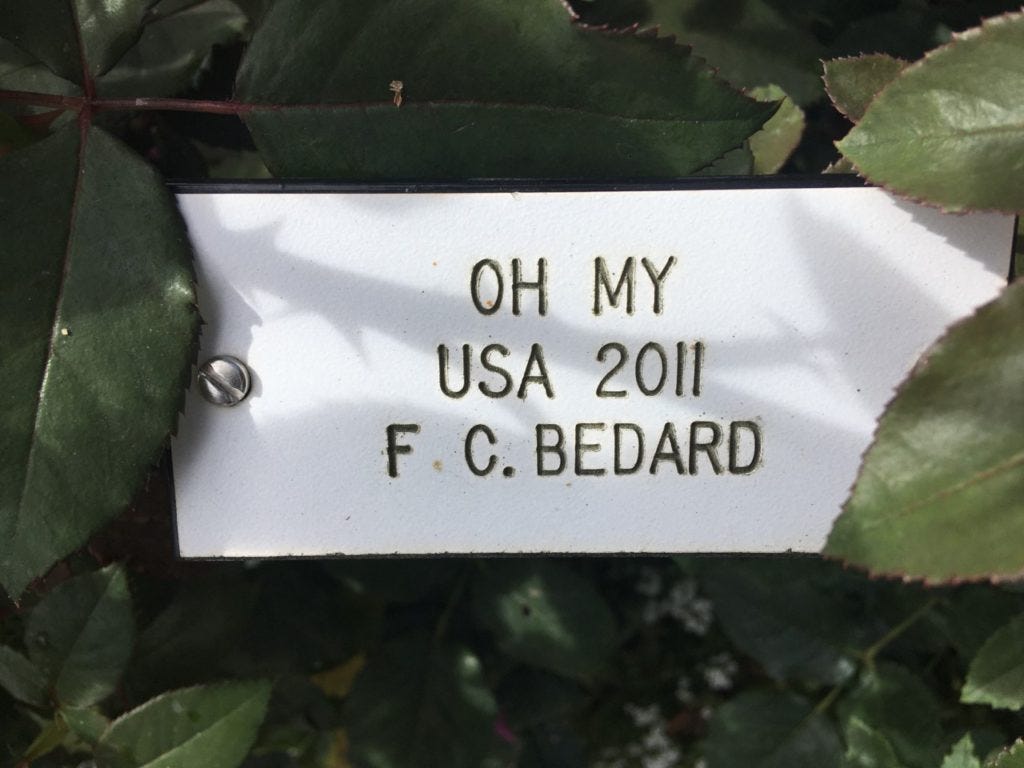 OH MY
USA 2011
F C. BEDARD